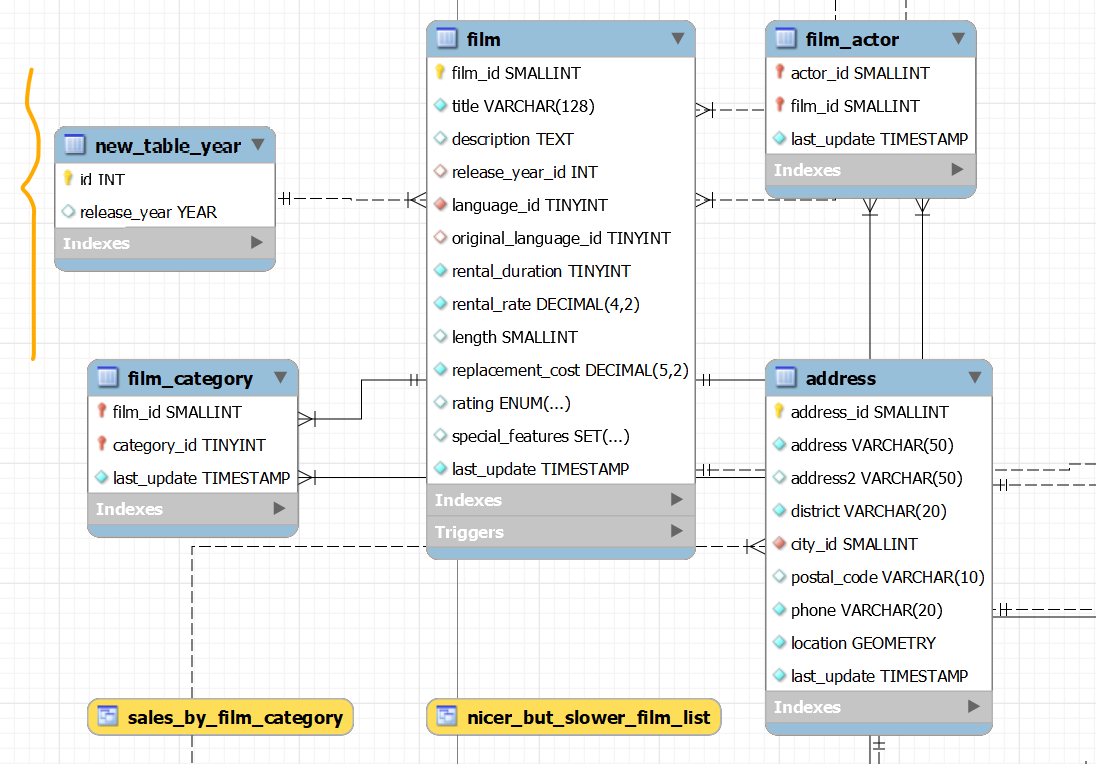 film
film_id SMALLINT
title VARCHAR(128)
description TEXT
release_year_id INT
language_id TINYINT
original_language_id TINYINT
rental_duration TINYINT
rental_rate DECIMAL(4,2)
length SMALLINT
replacement_cost DECIMAL(5,2)
rating ENUM(...)
special_features SET(...)
last_update TIMESTAMP
Indexes
Triggers
film_actor
actor_id SMALLINT
film_id SMALLINT
last_update TIMESTAMP
Indexes
new_table_year
id INT
release_year YEAR
Indexes
film_category
film_id SMALLINT
category_id TINYINT
last_update TIMESTAMP
Indexes
address
address_id SMALLINT
address VARCHAR(50)
address2 VARCHAR(50)
district VARCHAR(20)
city_id SMALLINT
postal_code VARCHAR(10)
phone VARCHAR(20)
location GEOMETRY
last_update TIMESTAMP
Indexes
sales_by_film_category
nicer_but_slower_film_list